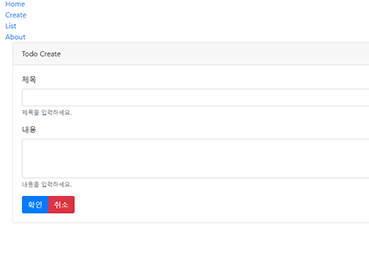 Home
Create
List
About
Todo Create
제목
제목을 입력하세요.
내용
내용을 입력하세요.
확인 취소